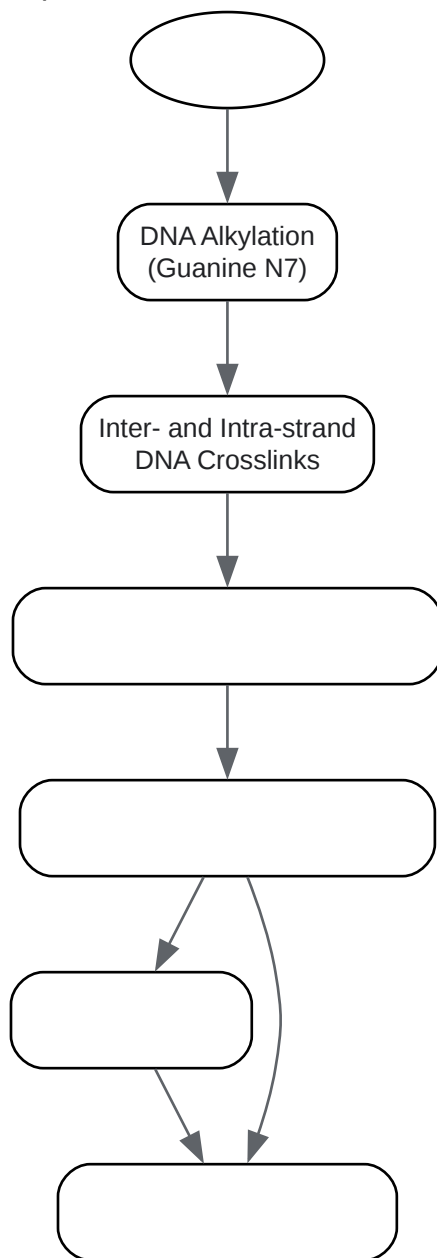 DNA Alkylation
(Guanine N7)
Inter- and Intra-strand
DNA Crosslinks